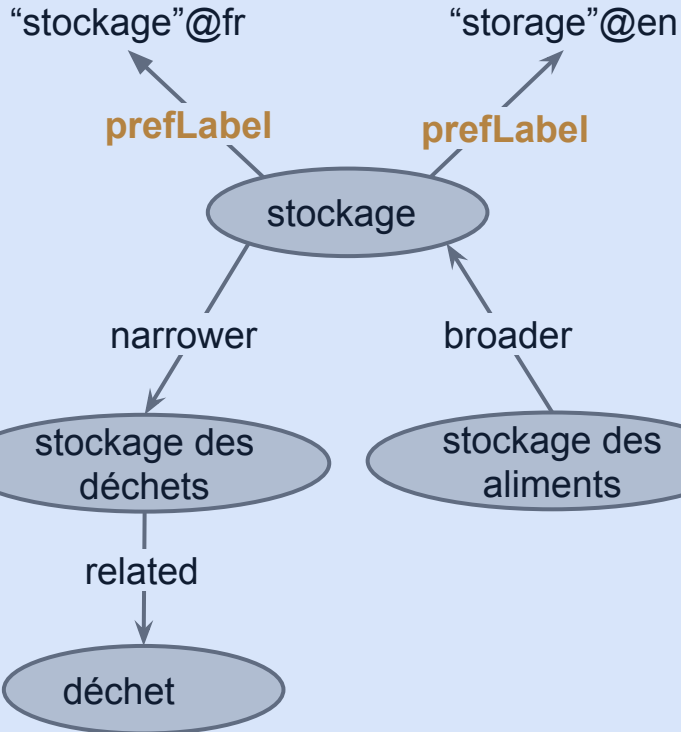 “stockage”@fr
“storage”@en
prefLabel
prefLabel
stockage
narrower
broader
stockage des
déchets
stockage des
aliments
related
déchet